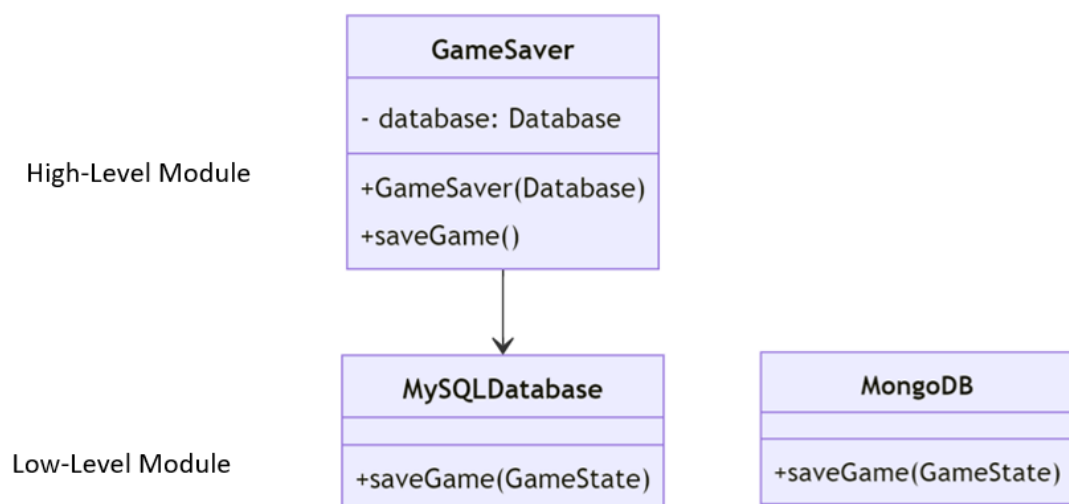 GameSaver
- database: Database
High-Level Module
+GameSaver(Database)
+saveGame()
MySQLDatabase
MongoDB
Low-Level Module
+saveGame(GameState)
+saveGame(GameState)